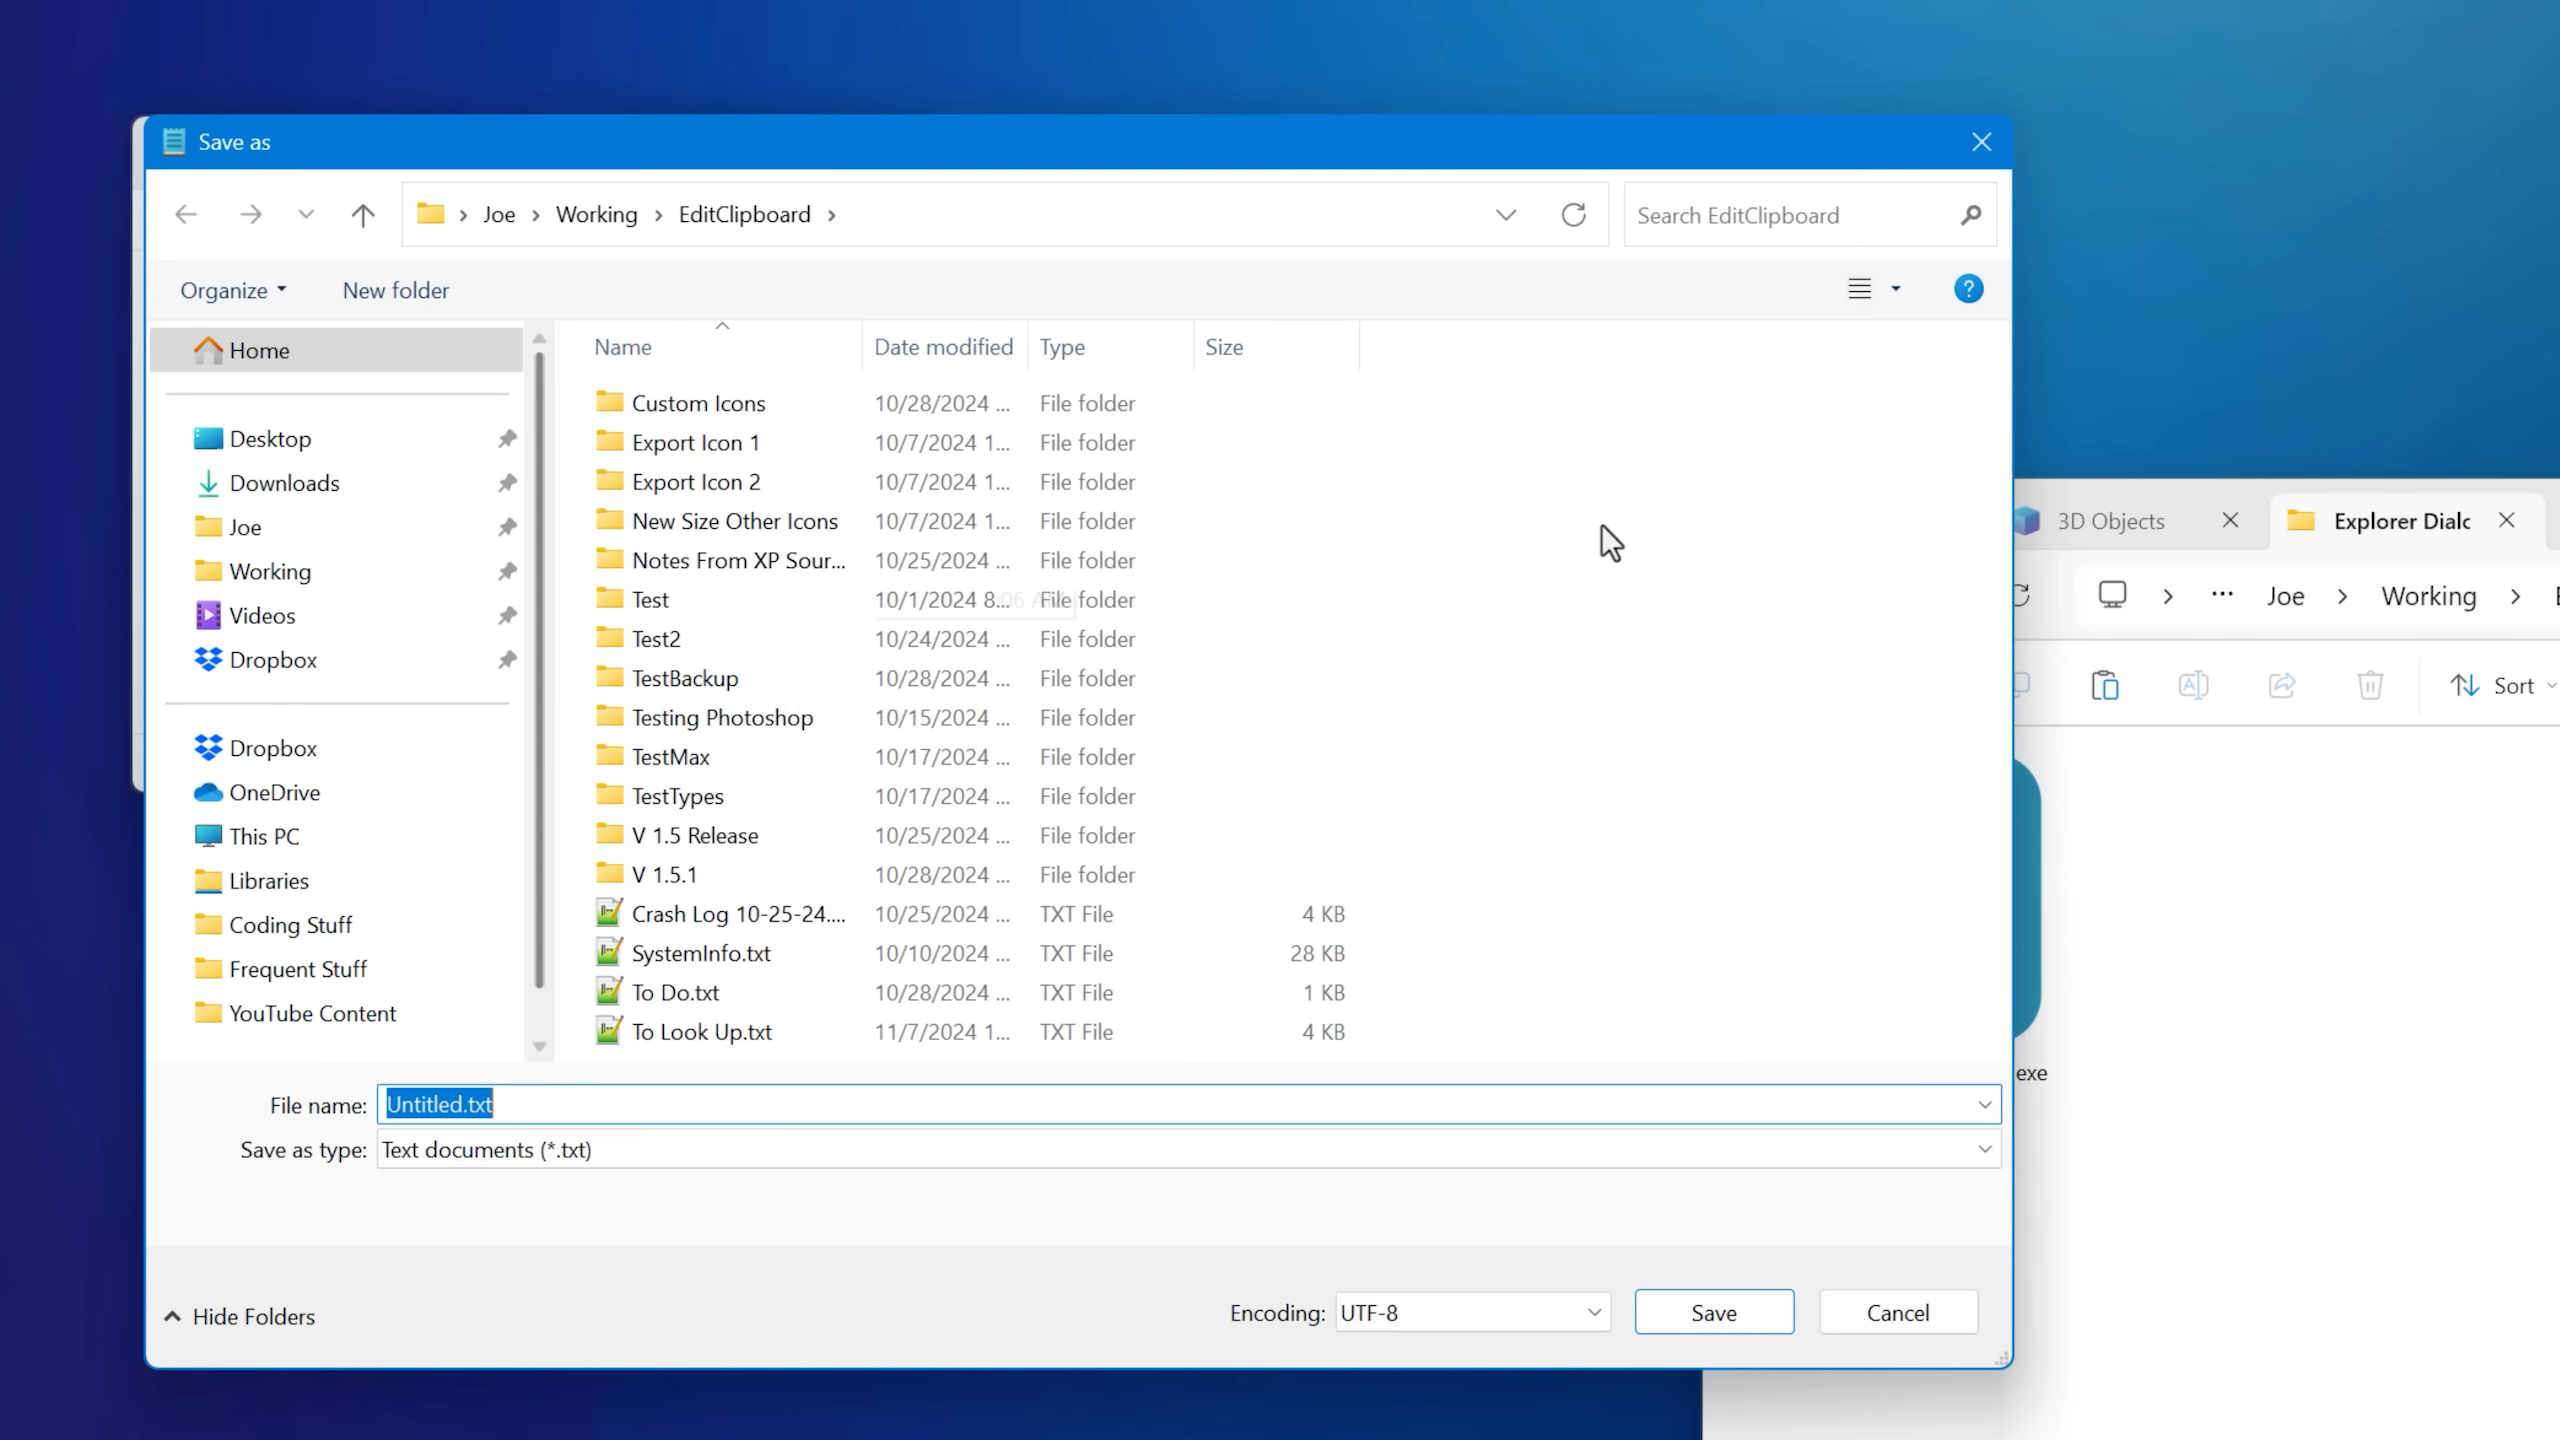 Save as
Joe Working EditClipboard
Search EditClipboard
Organize New folder
?
Home
Desktop
Downloads
Joe
Working
Videos
Dropbox
Dropbox
OneDrive
This PC
Libraries
Coding Stuff
Frequent Stuff
YouTube Content
Name Date modified Type Size
Custom Icons 10/28/2024 ... File folder
Export Icon 1 10/7/2024 1... File folder
Export Icon 2 10/7/2024 1... File folder
New Size Other Icons 10/7/2024 1... File folder
Notes From XP Sour... 10/25/2024 ... File folder
Test 10/1/2024 8... File folder
Test2 10/24/2024 ... File folder
TestBackup 10/28/2024 ... File folder
Testing Photoshop 10/15/2024 ... File folder
TestMax 10/17/2024 ... File folder
TestTypes 10/17/2024 ... File folder
V 1.5 Release 10/25/2024 ... File folder
V 1.5.1 10/28/2024 ... File folder
Crash Log 10-25-24.... 10/25/2024 ... TXT File 4 KB
SystemInfo.txt 10/10/2024 ... TXT File 28 KB
To Do.txt 10/28/2024 ... TXT File 1 KB
To Look Up.txt 11/7/2024 1... TXT File 4 KB
File name: Untitled.txt
Save as type: Text documents (*.txt)
Hide Folders
Encoding: UTF-8 Save Cancel
3D Objects Explorer Dialc
... Joe Working
Sort
exe